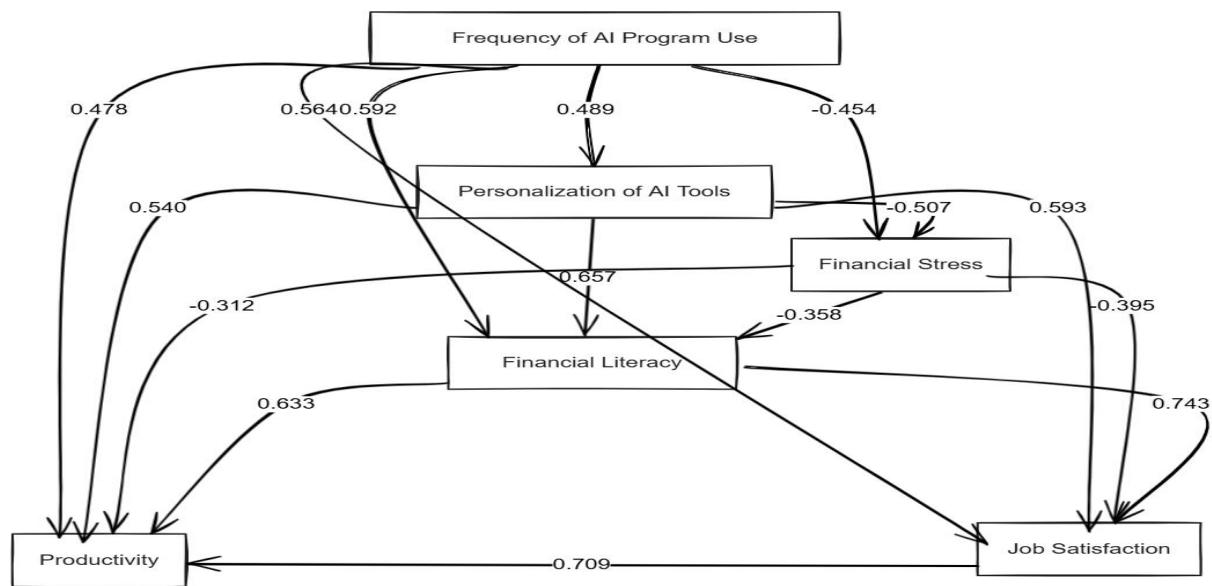 Frequency of AI Program Use
0.478
0.564
0.592
0.489
-0.454
Personalization of AI Tools
0.540
-0.507
0.593
Financial Stress
0.657
-0.312
-0.358
-0.395
Financial Literacy
0.633
0.743
Productivity
0.709
Job Satisfaction